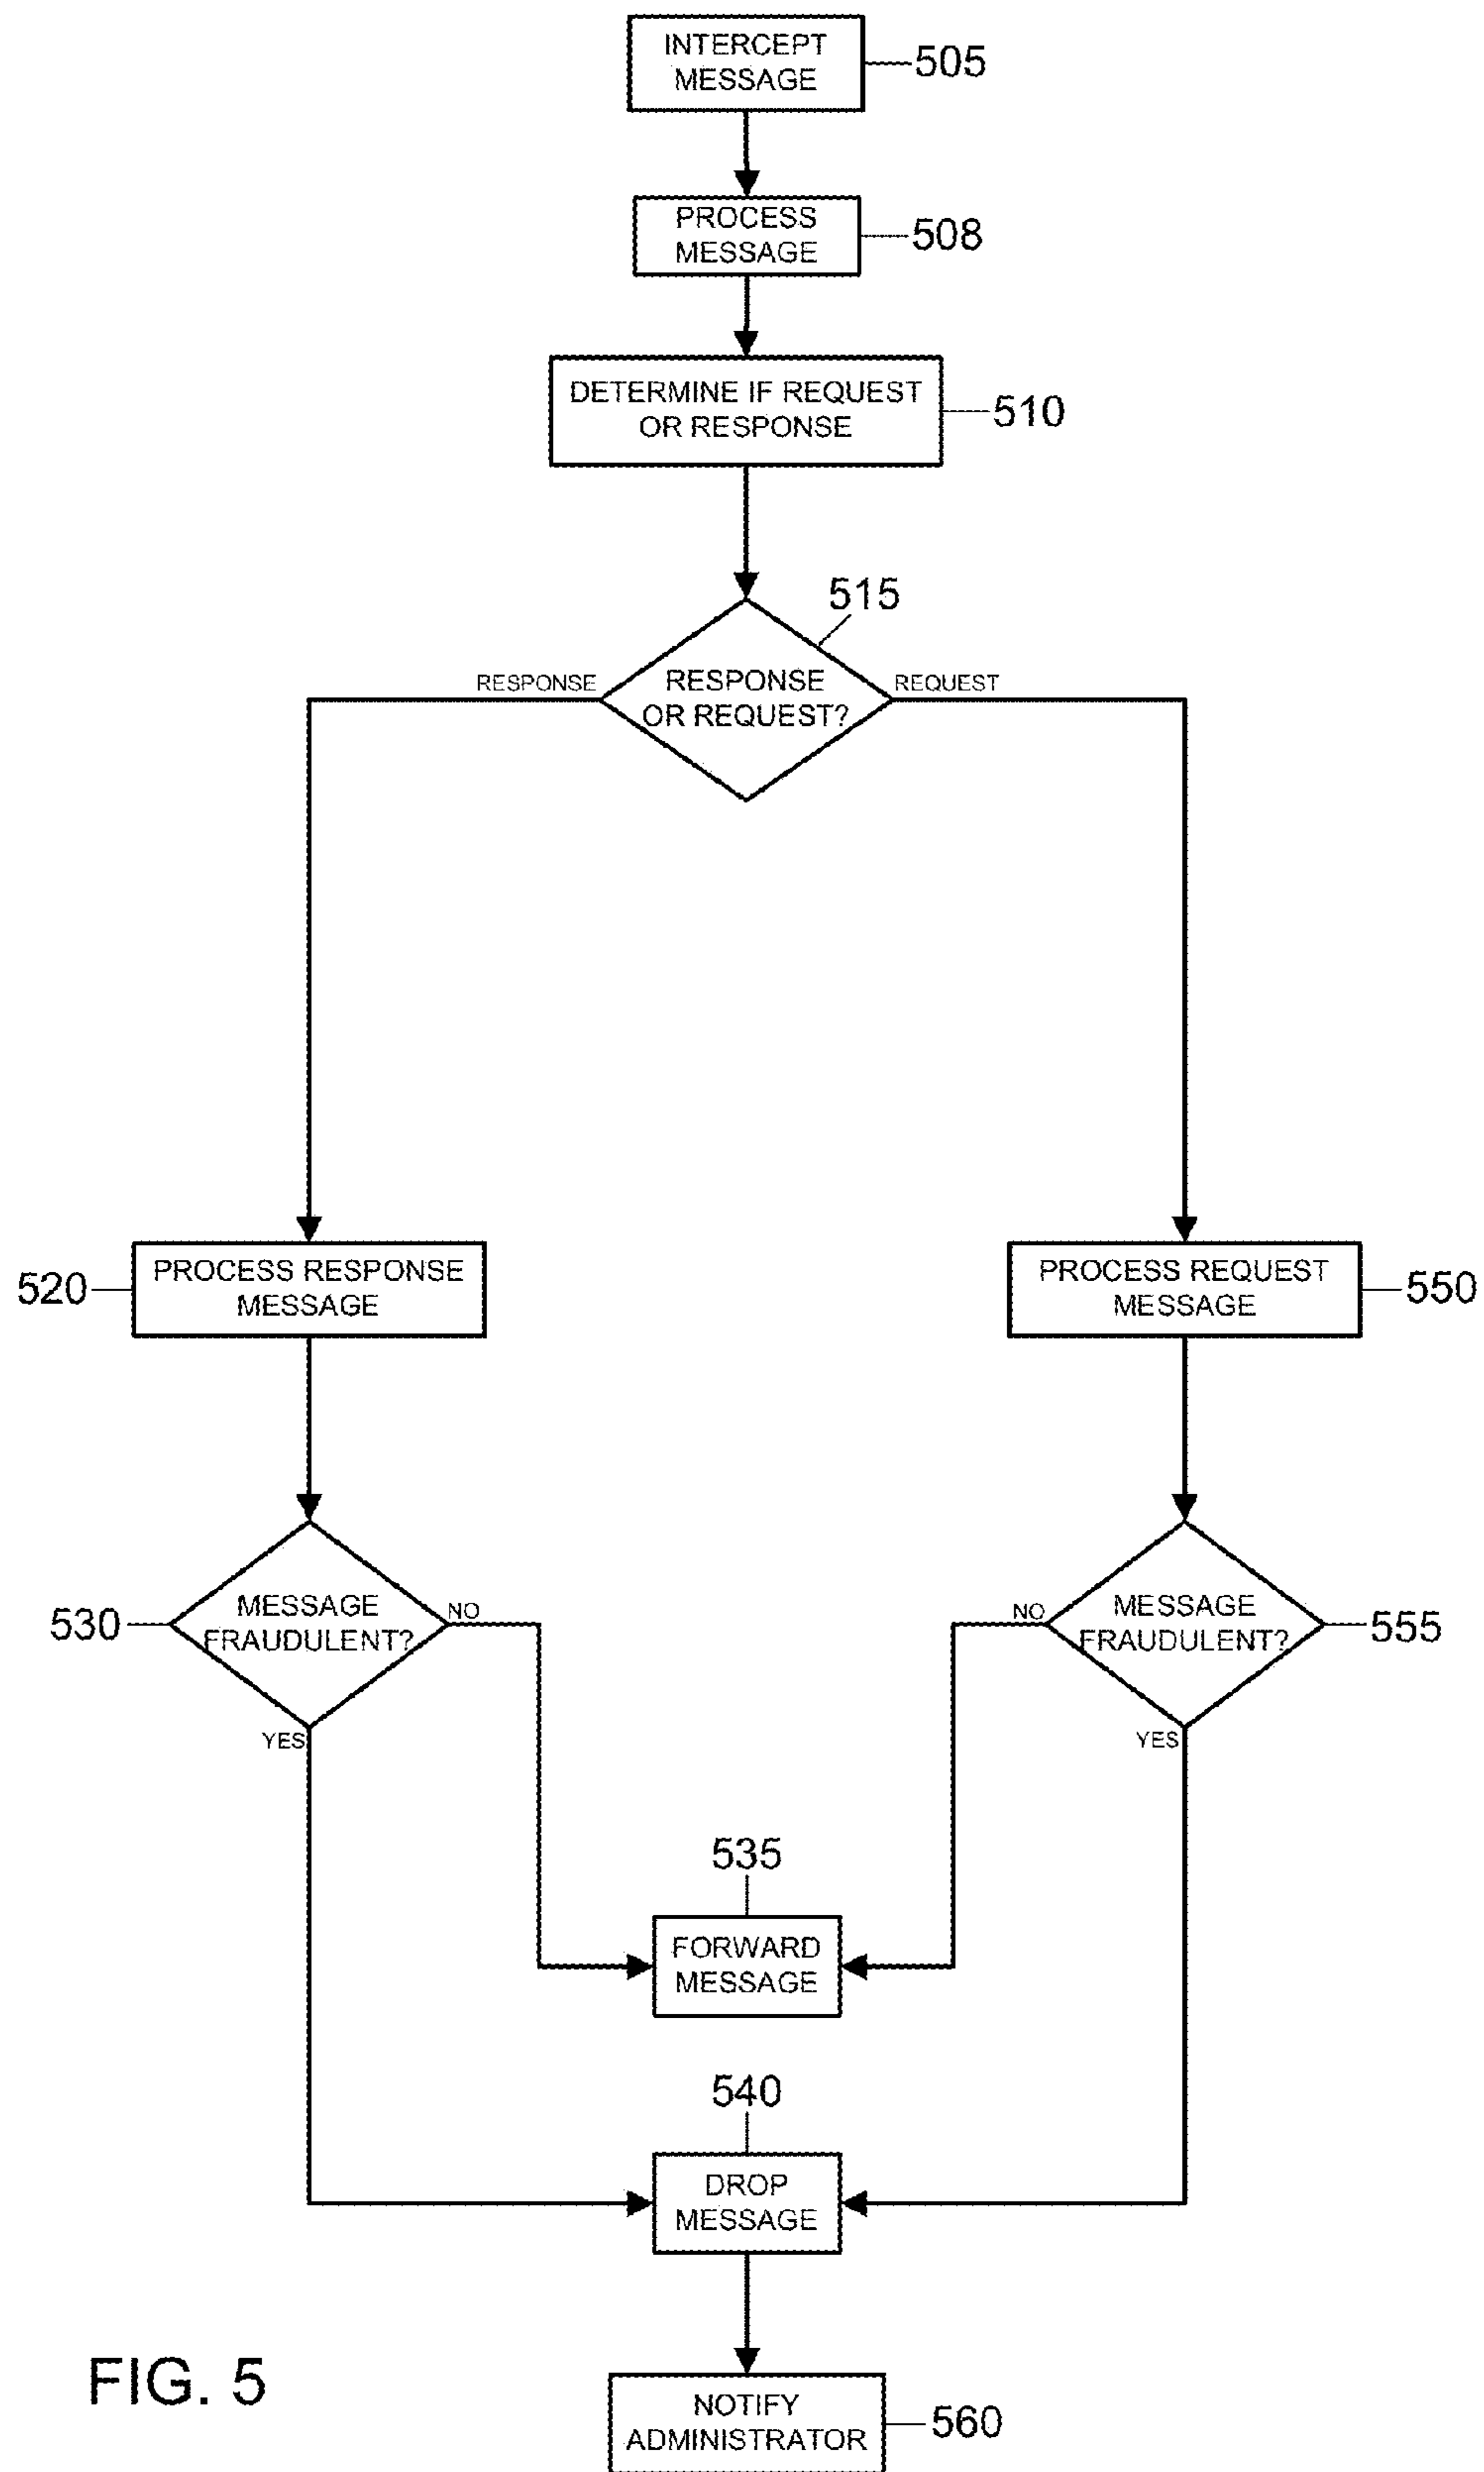 INTERCEPT
MESSAGE
505
PROCESS
MESSAGE
508
DETERMINE IF REQUEST
OR RESPONSE
510
515
RESPONSE
RESPONSE
OR REQUEST?
REQUEST
520
PROCESS RESPONSE
MESSAGE
PROCESS REQUEST
MESSAGE
550
530
MESSAGE
FRAUDULENT?
NO
YES
NO
MESSAGE
FRAUDULENT?
555
YES
535
FORWARD
MESSAGE
540
DROP
MESSAGE
FIG. 5
NOTIFY
ADMINISTRATOR
560